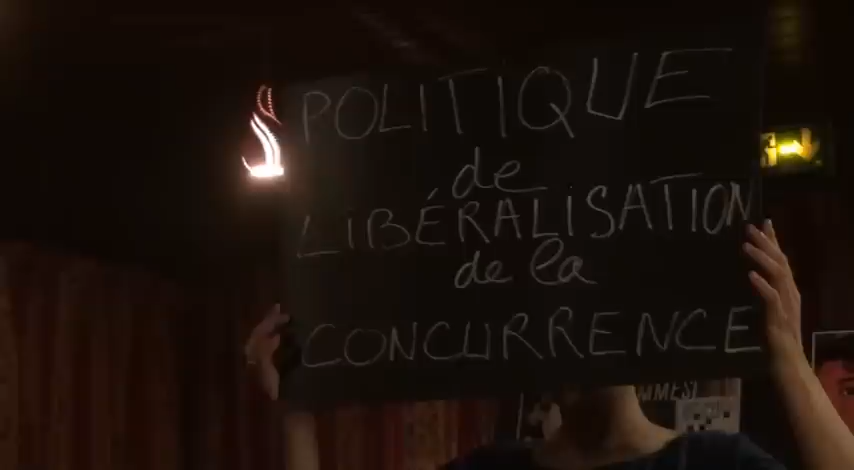 POLITIQUE
de
LIBÉRALISATION
de la
CONCURRENCE